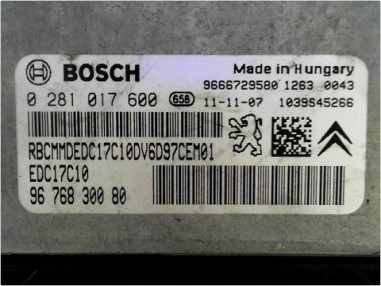 BOSCH
Made in Hungary
9666729580 1263 0043
0 281 017 600 658 11-11-07 1039S45266
RBCMMDEDC17C10DV6D97CEM01
EDC17C10
96 768 300 80